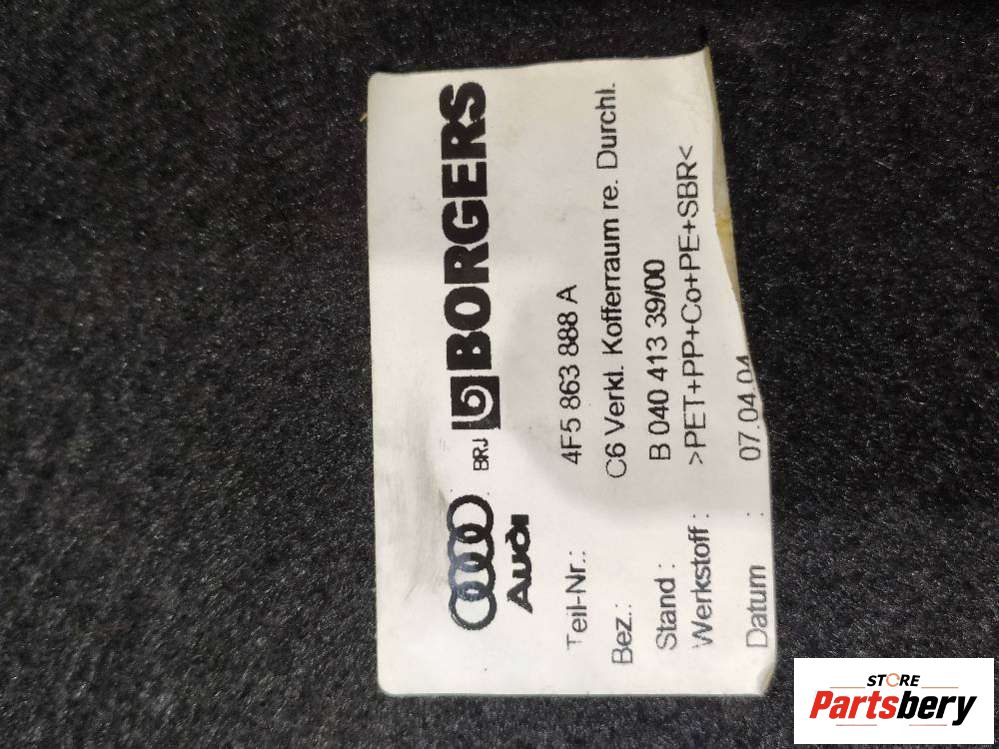 Audi
BRJ BORGERS
Teil-Nr.: 4F5 863 888 A
Bez.: C6 Verkl. Kofferraum re. Durchl.
Stand : B 040 413 39/00
Werkstoff : >PET+PP+Co+PE+SBR<
Datum : 07.04.04
STORE
Partsbery